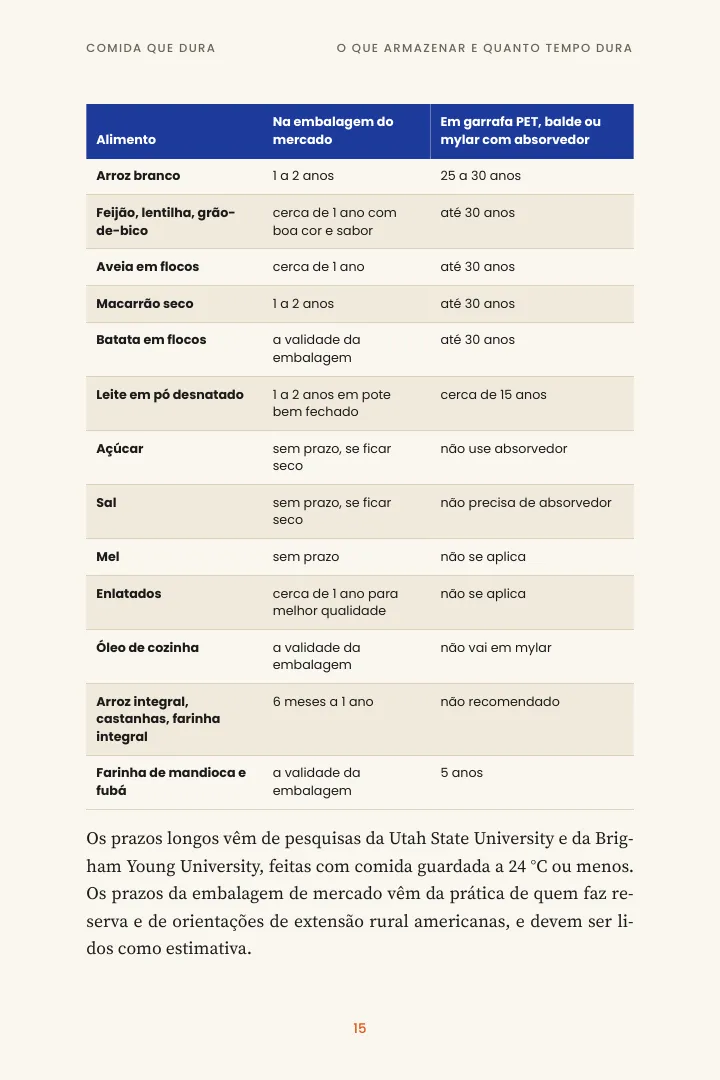 COMIDA QUE DURA
O QUE ARMAZENAR E QUANTO TEMPO DURA
Alimento
Na embalagem do
mercado
Em garrafa PET, balde ou
mylar com absorvedor
Arroz branco
1 a 2 anos
25 a 30 anos
Feijão, lentilha, grão-
de-bico
cerca de 1 ano com
boa cor e sabor
até 30 anos
Aveia em flocos
cerca de 1 ano
até 30 anos
Macarrão seco
1 a 2 anos
até 30 anos
Batata em flocos
a validade da
embalagem
até 30 anos
Leite em pó desnatado
1 a 2 anos em pote
bem fechado
cerca de 15 anos
Açúcar
sem prazo, se ficar
seco
não use absorvedor
Sal
sem prazo, se ficar
seco
não precisa de absorvedor
Mel
sem prazo
não se aplica
Enlatados
cerca de 1 ano para
melhor qualidade
não se aplica
Óleo de cozinha
a validade da
embalagem
não vai em mylar
Arroz integral,
castanhas, farinha
integral
6 meses a 1 ano
não recomendado
Farinha de mandioca e
fubá
a validade da
embalagem
5 anos
Os prazos longos vêm de pesquisas da Utah State University e da Brig-
ham Young University, feitas com comida guardada a 24 °C ou menos.
Os prazos da embalagem de mercado vêm da prática de quem faz re-
serva e de orientações de extensão rural americanas, e devem ser li-
dos como estimativa.
15